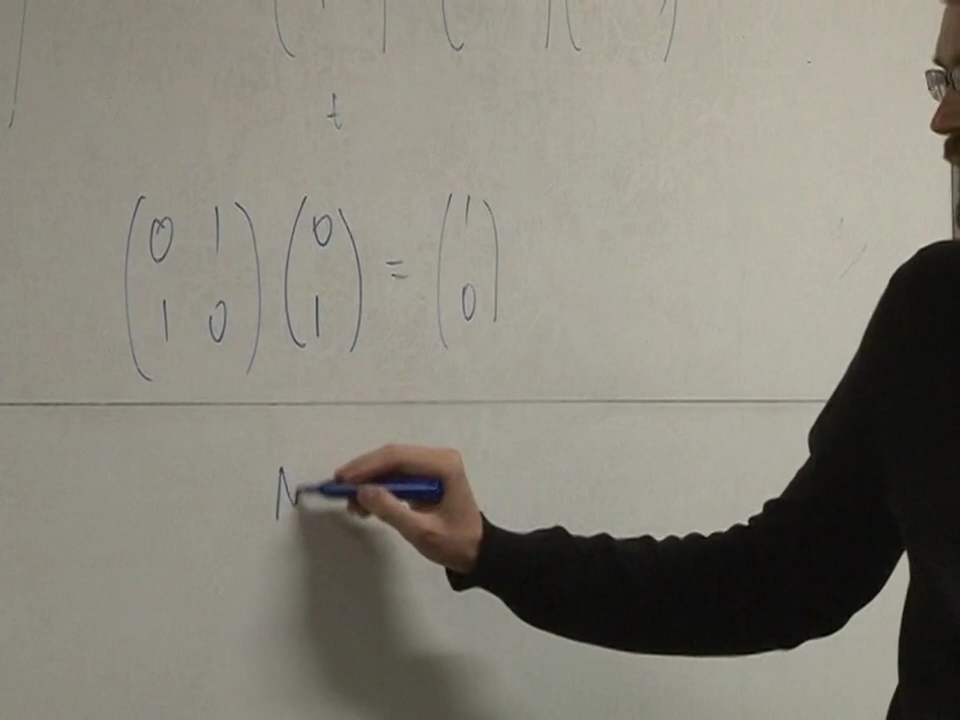 t
( 0 1 ) ( 0 ) = ( 1 )
( 1 0 ) ( 1 ) ( 0 )
N